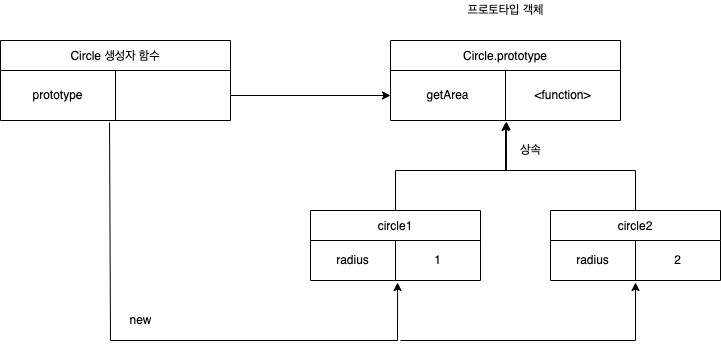 프로토타입 객체
Circle 생성자 함수
prototype
Circle.prototype
getArea
<function>
상속
circle1
radius
1
circle2
radius
2
new